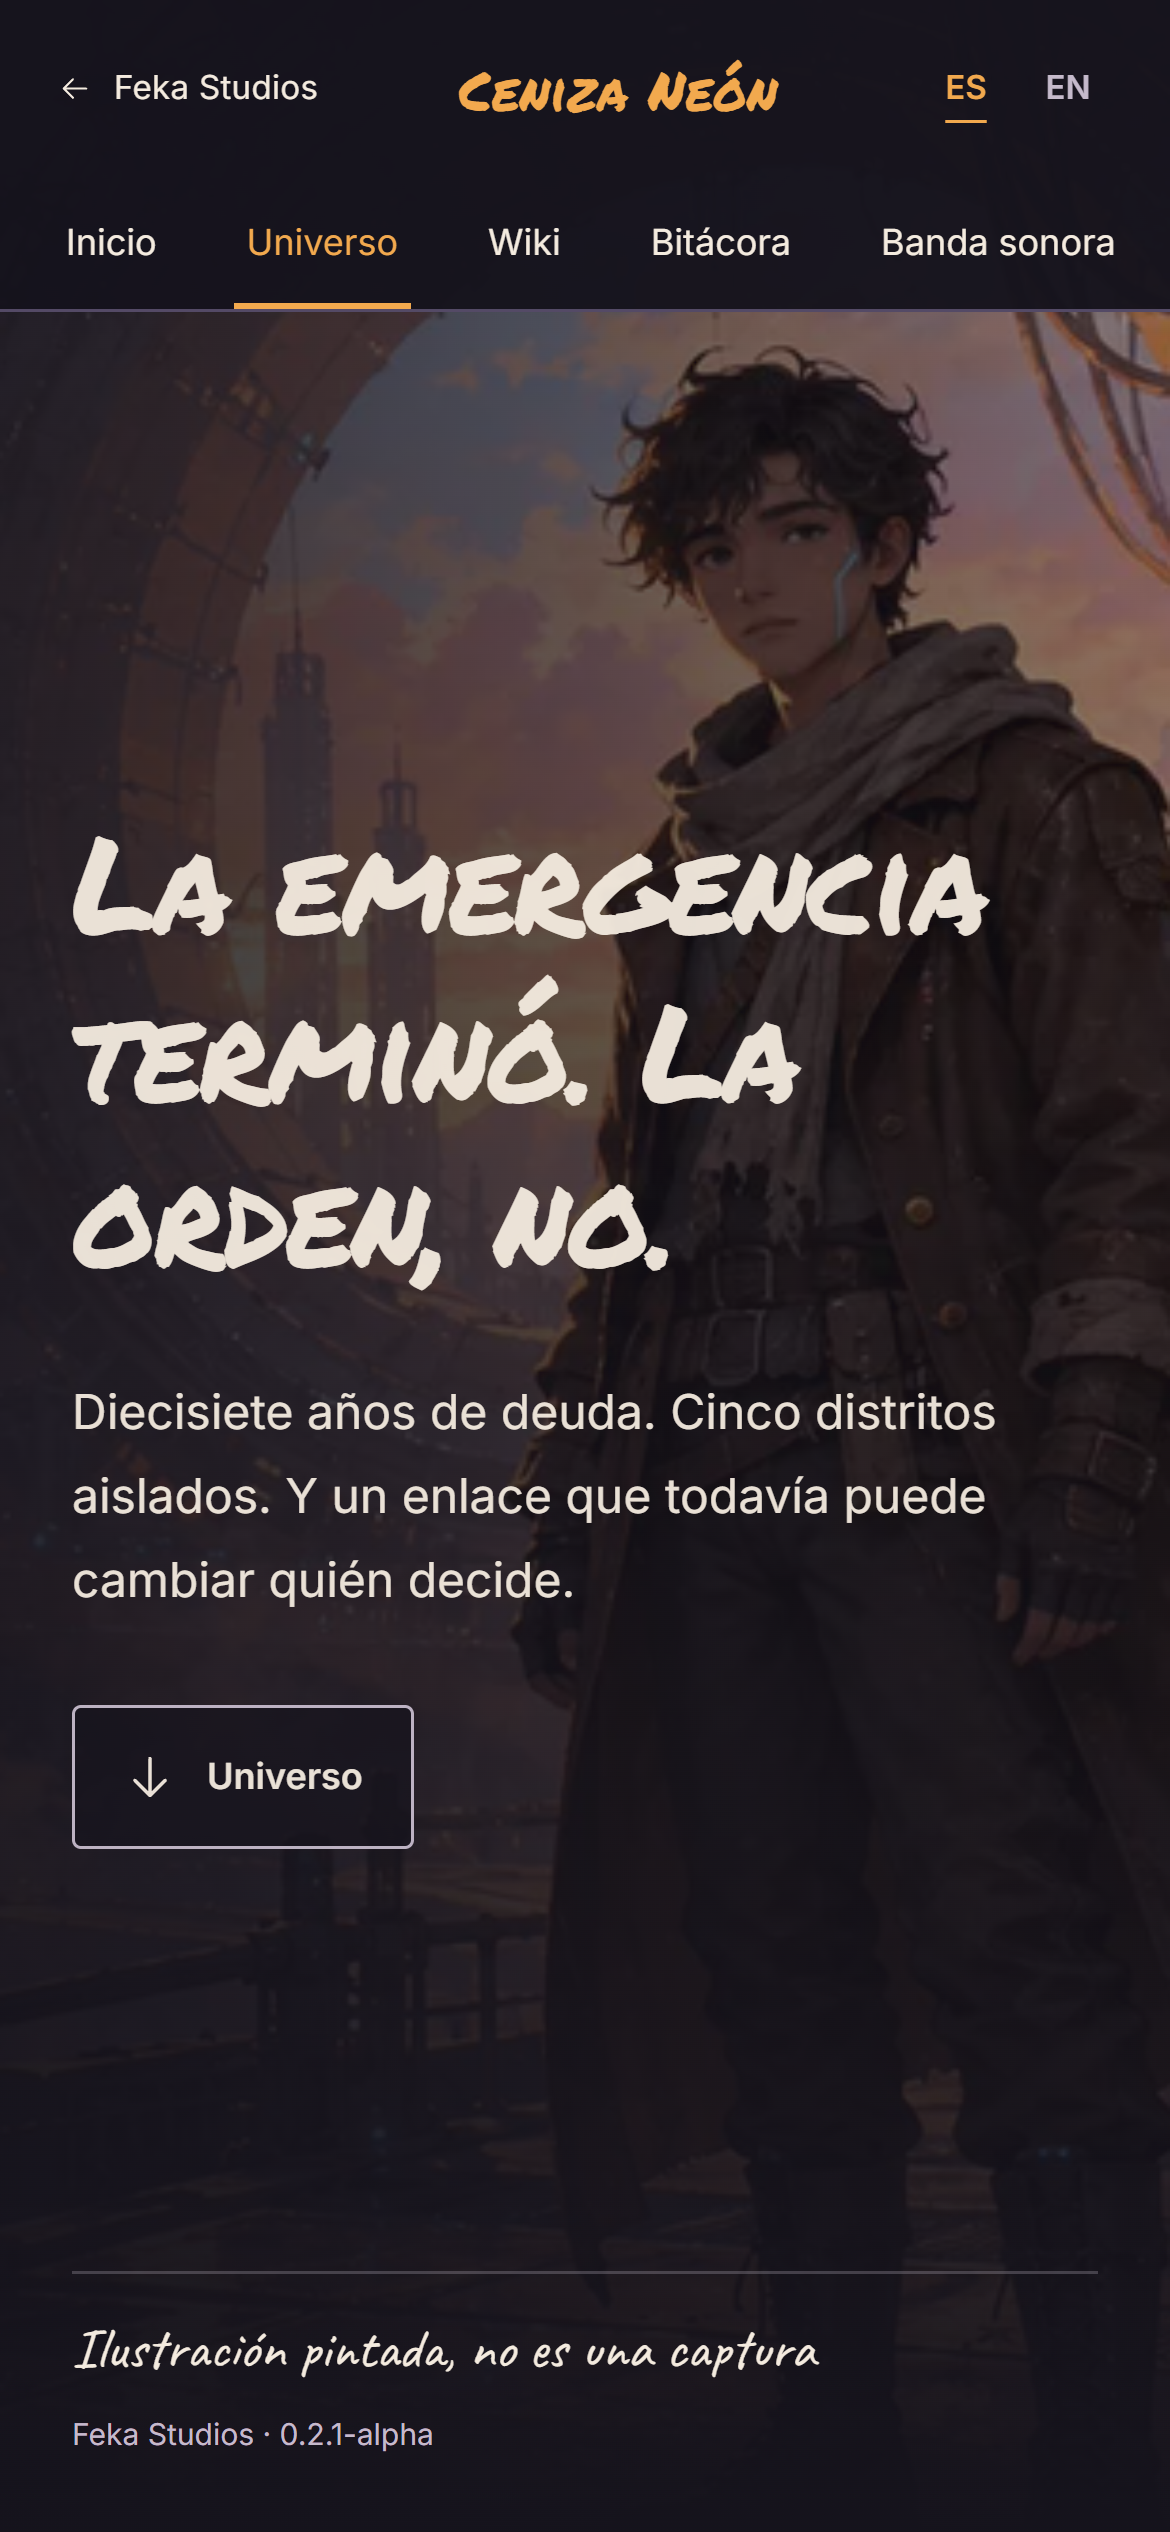 Feka Studios
Ceniza Neón
ES
EN
Inicio
Universo
Wiki
Bitácora
Banda sonora
La emergencia
terminó. La
orden, no.
Diecisiete años de deuda. Cinco distritos
aislados. Y un enlace que todavía puede
cambiar quién decide.
Universo
Ilustración pintada, no es una captura
Feka Studios · 0.2.1-alpha